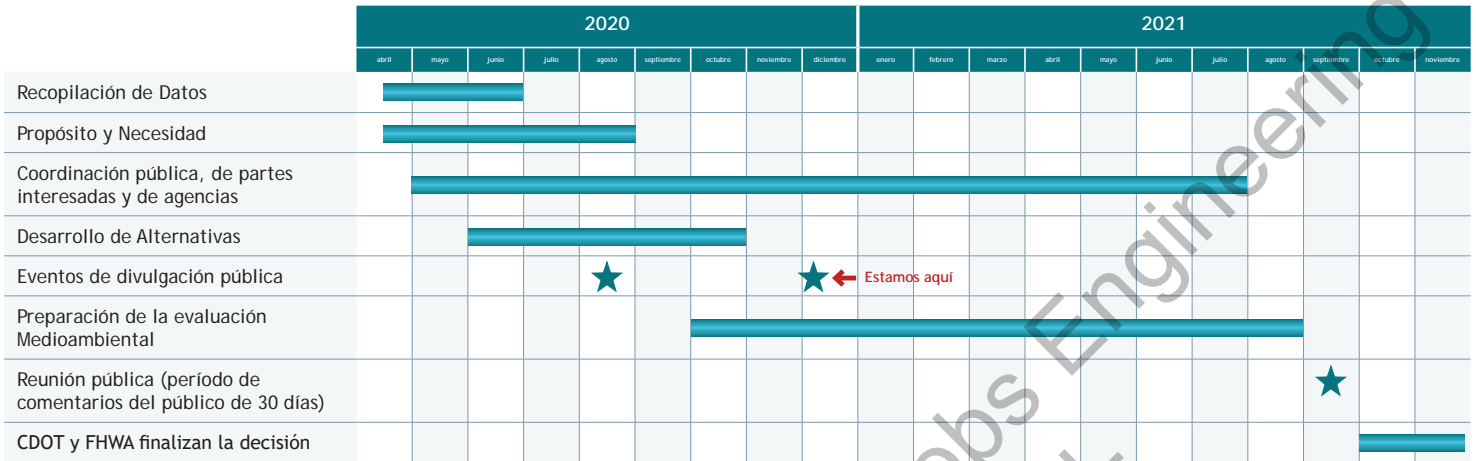 2020
2021
abril
mayo
junio
julio
agosto
septiembre
octubre
noviembre
diciembre
enero
febrero
marzo
abril
mayo
junio
julio
agosto
septiembre
octubre
noviembre
Recopilación de Datos
Propósito y Necesidad
Coordinación pública, de partes
interesadas y de agencias
Desarrollo de Alternativas
Eventos de divulgación pública
Estamos aquí
Preparación de la evaluación
Medioambiental
Reunión pública (período de
comentarios del público de 30 días)
CDOT y FHWA finalizan la decisión
Engineering